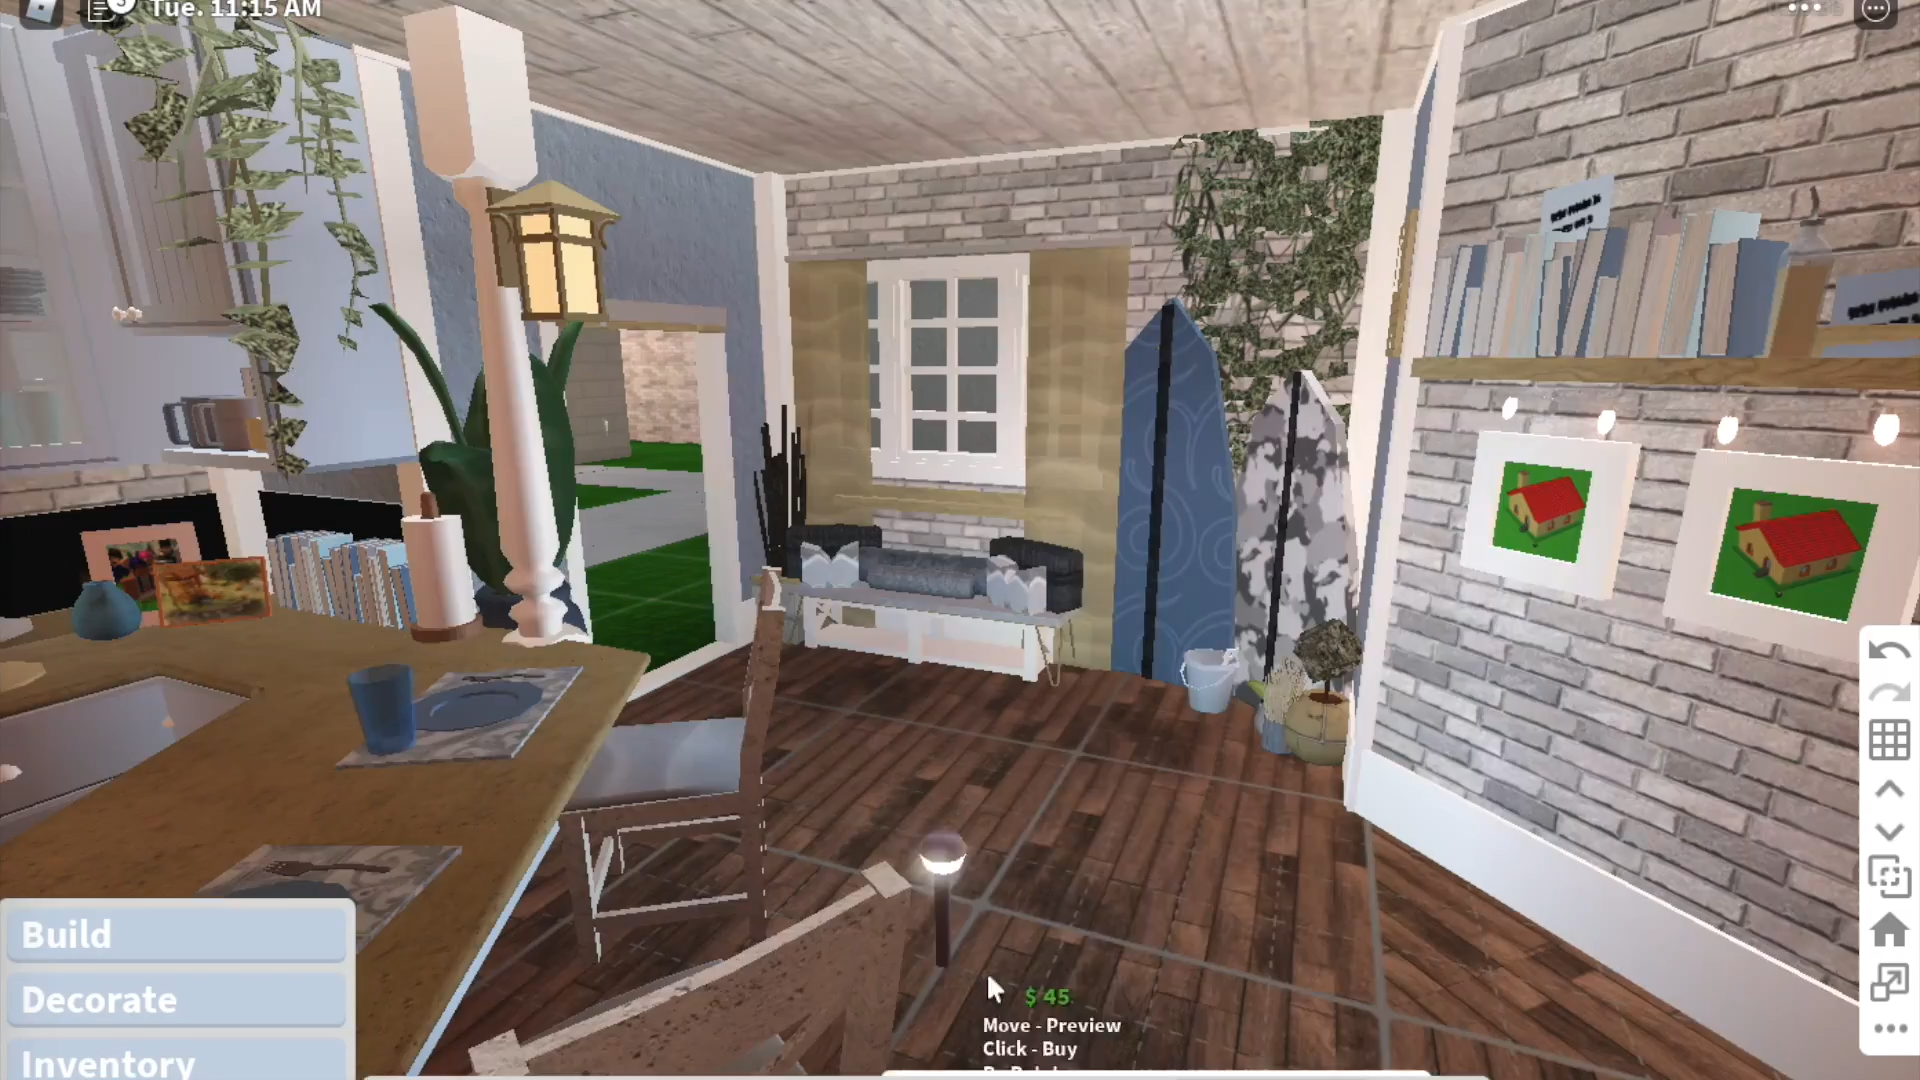 Tue. 11:15 AM
Build
Decorate
Inventory
$ 45
Move - Preview
Click - Buy